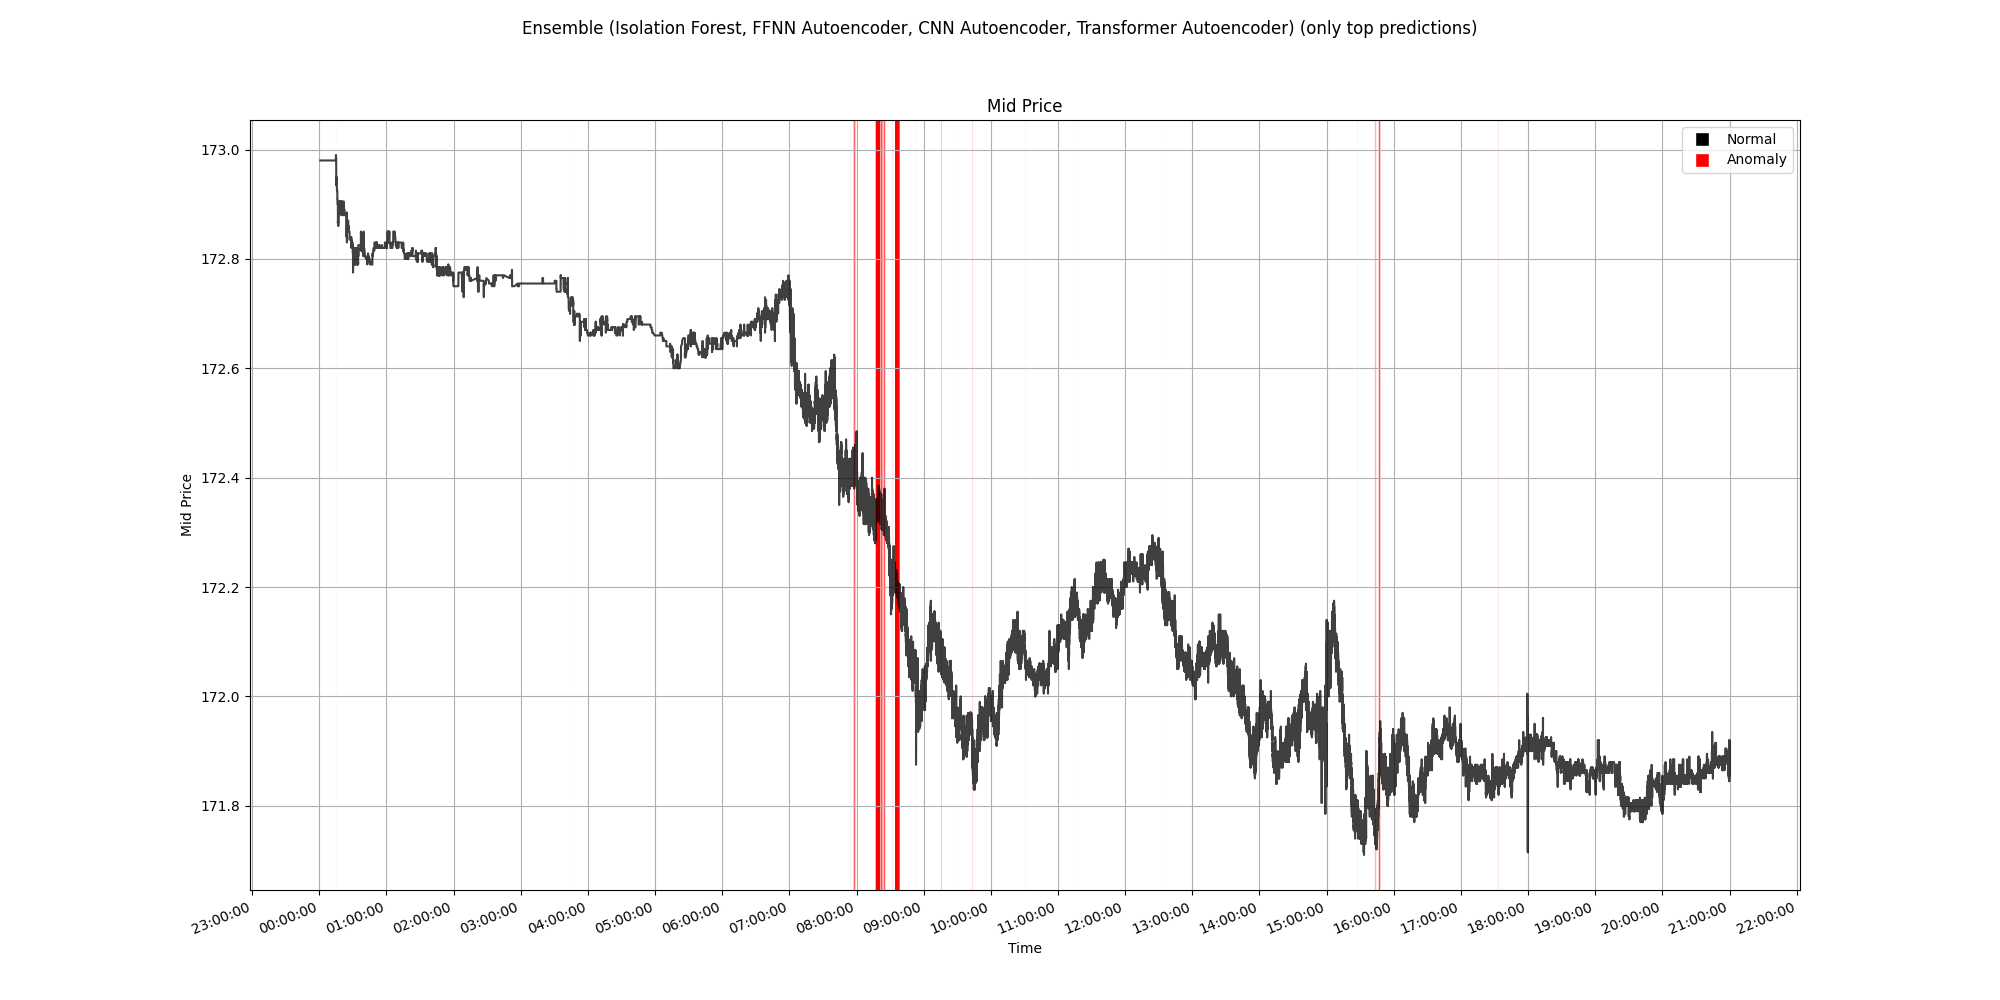 Ensemble (Isolation Forest, FFNN Autoencoder, CNN Autoencoder, Transformer Autoencoder) (only top predictions)
Mid Price
Normal
Anomaly
173.0
172.8
172.6
172.4
172.2
172.0
171.8
Mid Price
23:00:00 00:00:00 01:00:00 02:00:00 03:00:00 04:00:00 05:00:00 06:00:00 07:00:00 08:00:00 09:00:00 10:00:00 11:00:00 12:00:00 13:00:00 14:00:00 15:00:00 16:00:00 17:00:00 18:00:00 19:00:00 20:00:00 21:00:00 22:00:00
Time